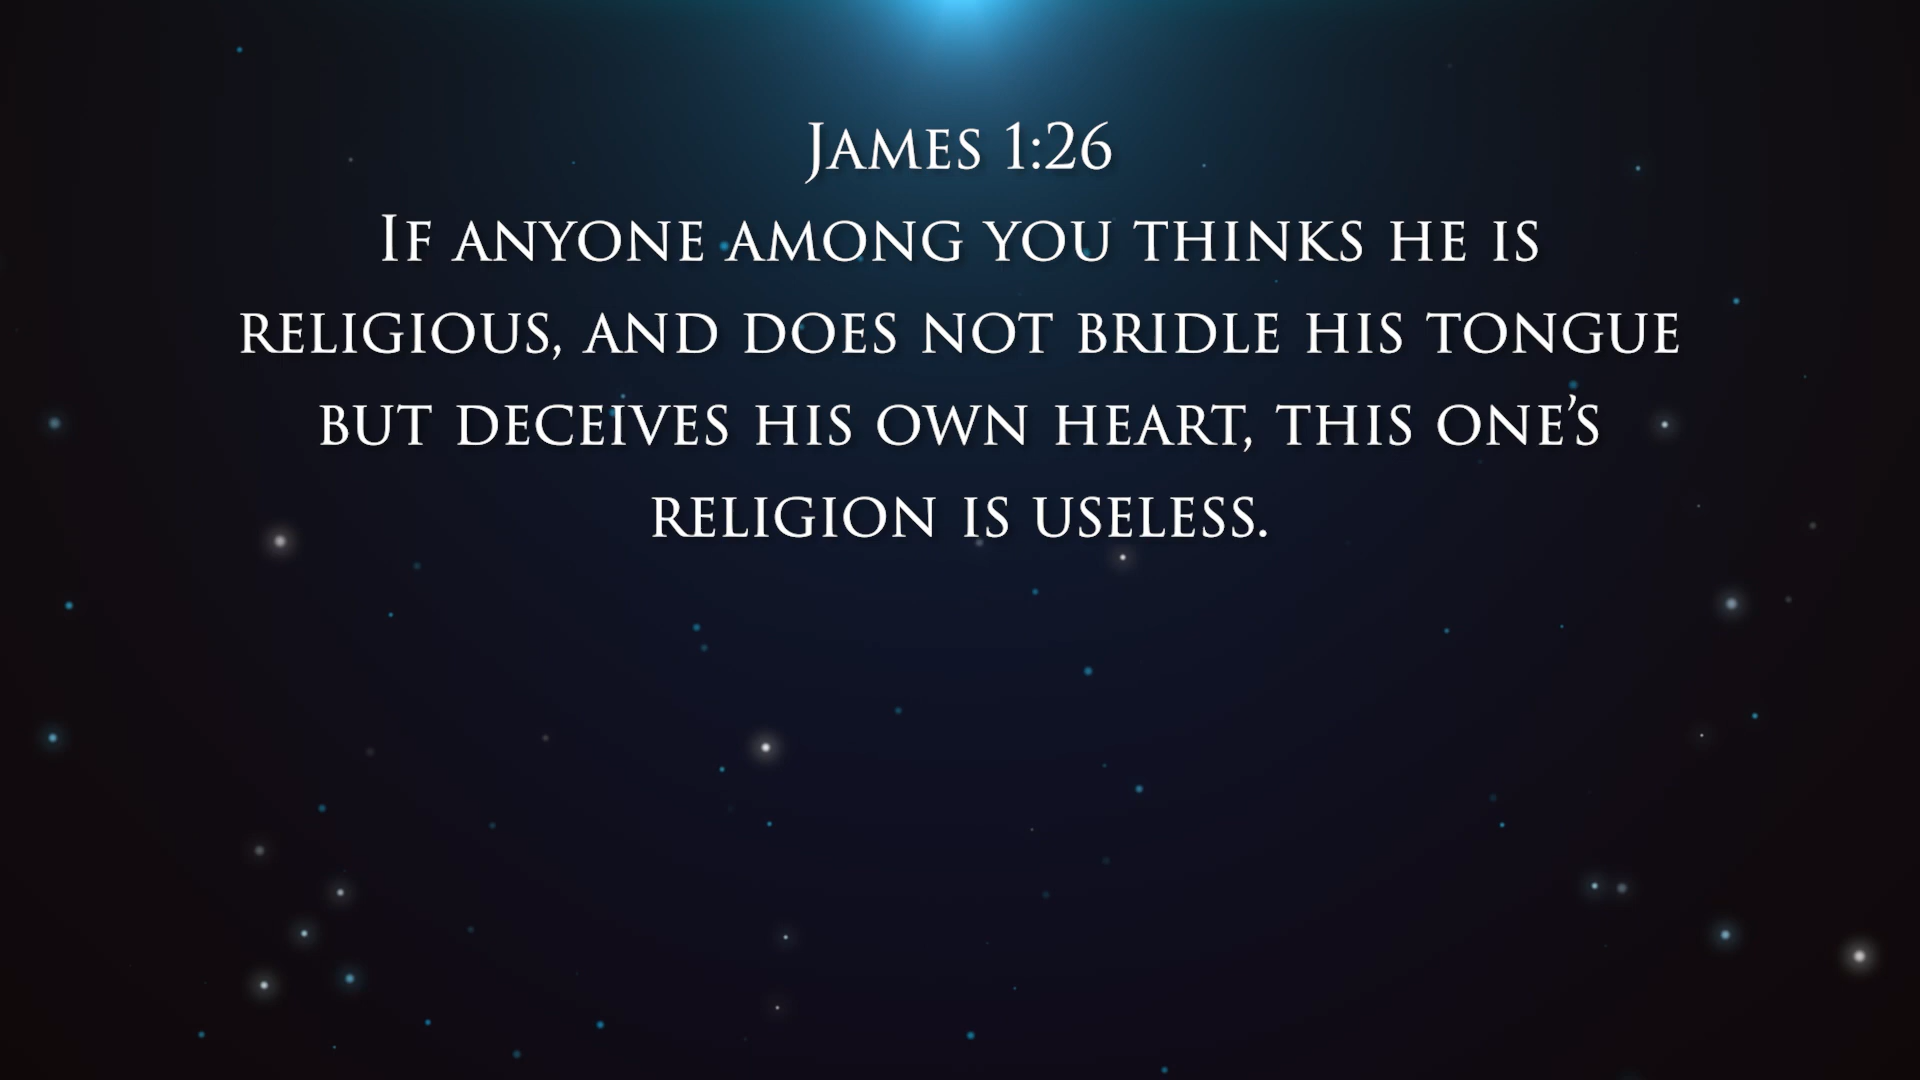 James 1:26
If anyone among you thinks he is
religious, and does not bridle his tongue
but deceives his own heart, this one’s
religion is useless.